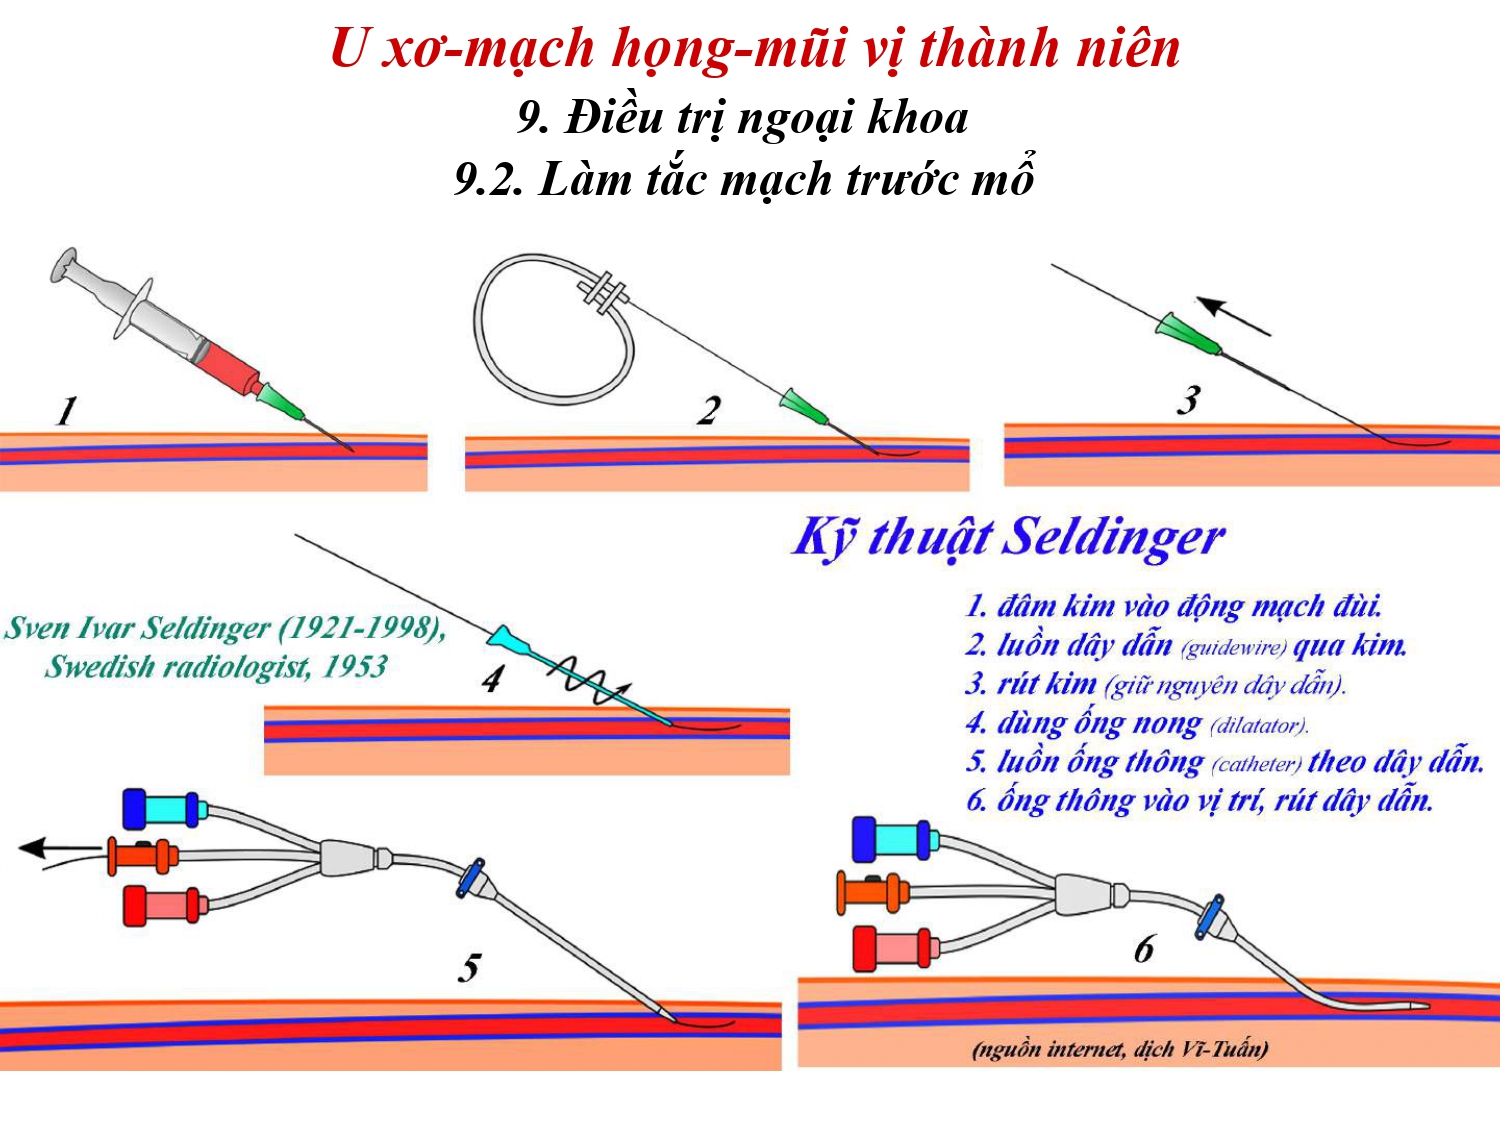 U xơ-mạch họng-mũi vị thành niên
9. Điều trị ngoại khoa
9.2. Làm tắc mạch trước mổ
1
2
3
Kỹ thuật Seldinger
Sven Ivar Seldinger (1921-1998),
Swedish radiologist, 1953
4
1. đâm kim vào động mạch đùi.
2. luồn dây dẫn (guidewire) qua kim.
3. rút kim (giữ nguyên dây dẫn).
4. dùng ống nong (dilatator).
5. luồn ống thông (catheter) theo dây dẫn.
6. ống thông vào vị trí, rút dây dẫn.
5
6
(nguồn internet, dịch Vĩ-Tuấn)